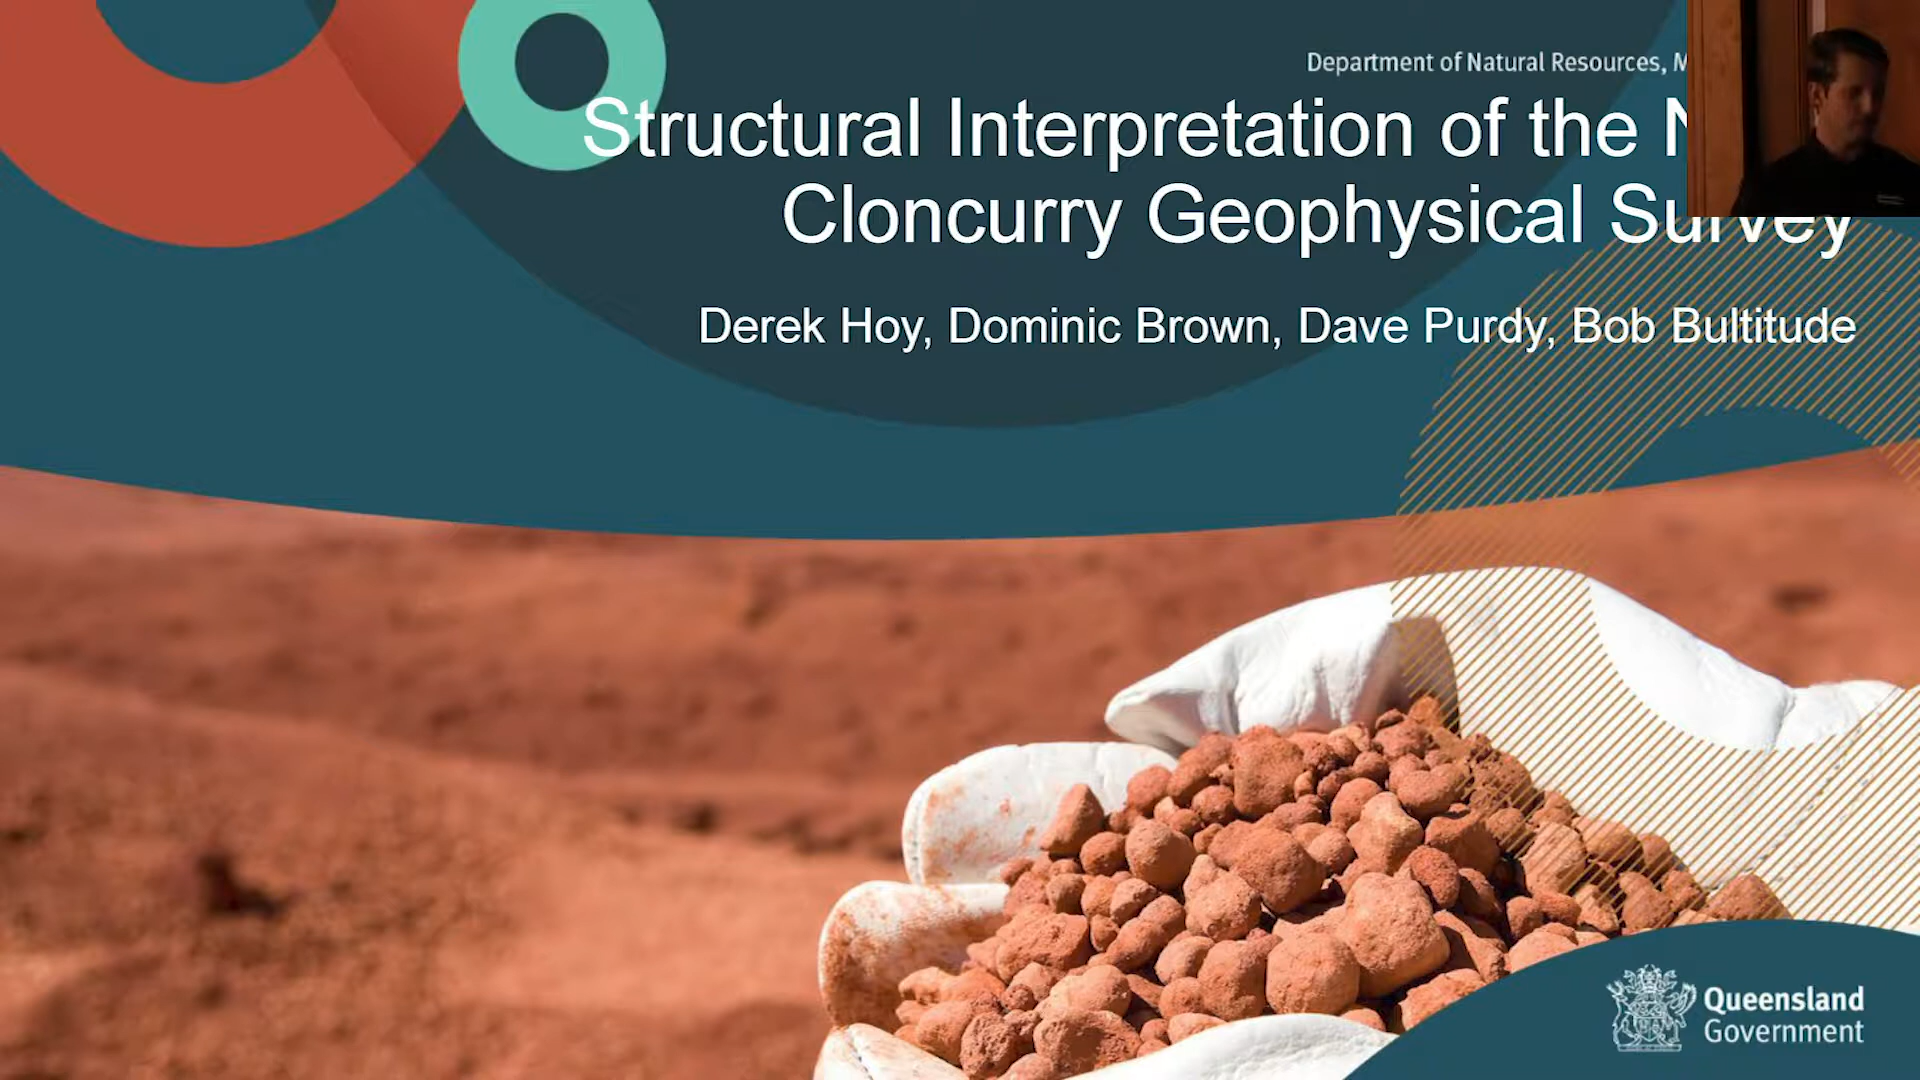 Department of Natural Resources,
Structural Interpretation of the
Cloncurry Geophysical Survey
Derek Hoy, Dominic Brown, Dave Purdy, Bob Bultitude
Queensland
Government